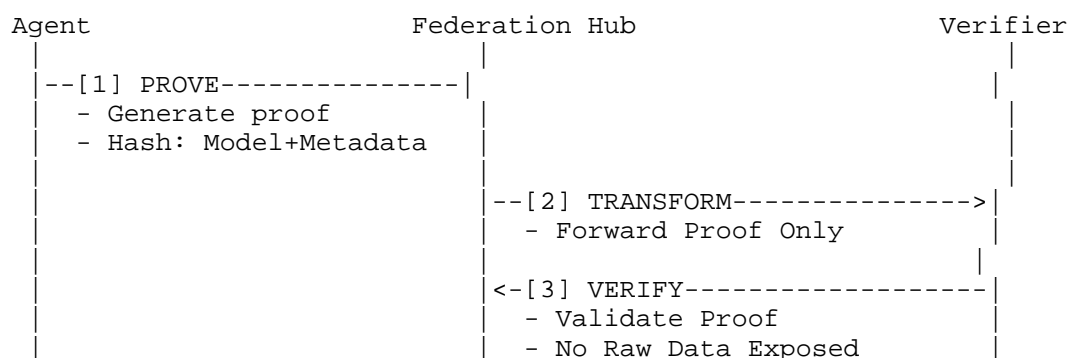 Agent                    Federation Hub                   Verifier
  |                            |                                 |
  |--[1] PROVE---------------|                                 |
  |  - Generate proof          |                                 |
  |  - Hash: Model+Metadata    |                                 |
  |                            |                                 |
  |                            |--[2] TRANSFORM--------------->|
  |                            |  - Forward Proof Only         |
  |                            |                               |
  |                            |<-[3] VERIFY-------------------|
  |                            |  - Validate Proof             |
  |                            |  - No Raw Data Exposed        |